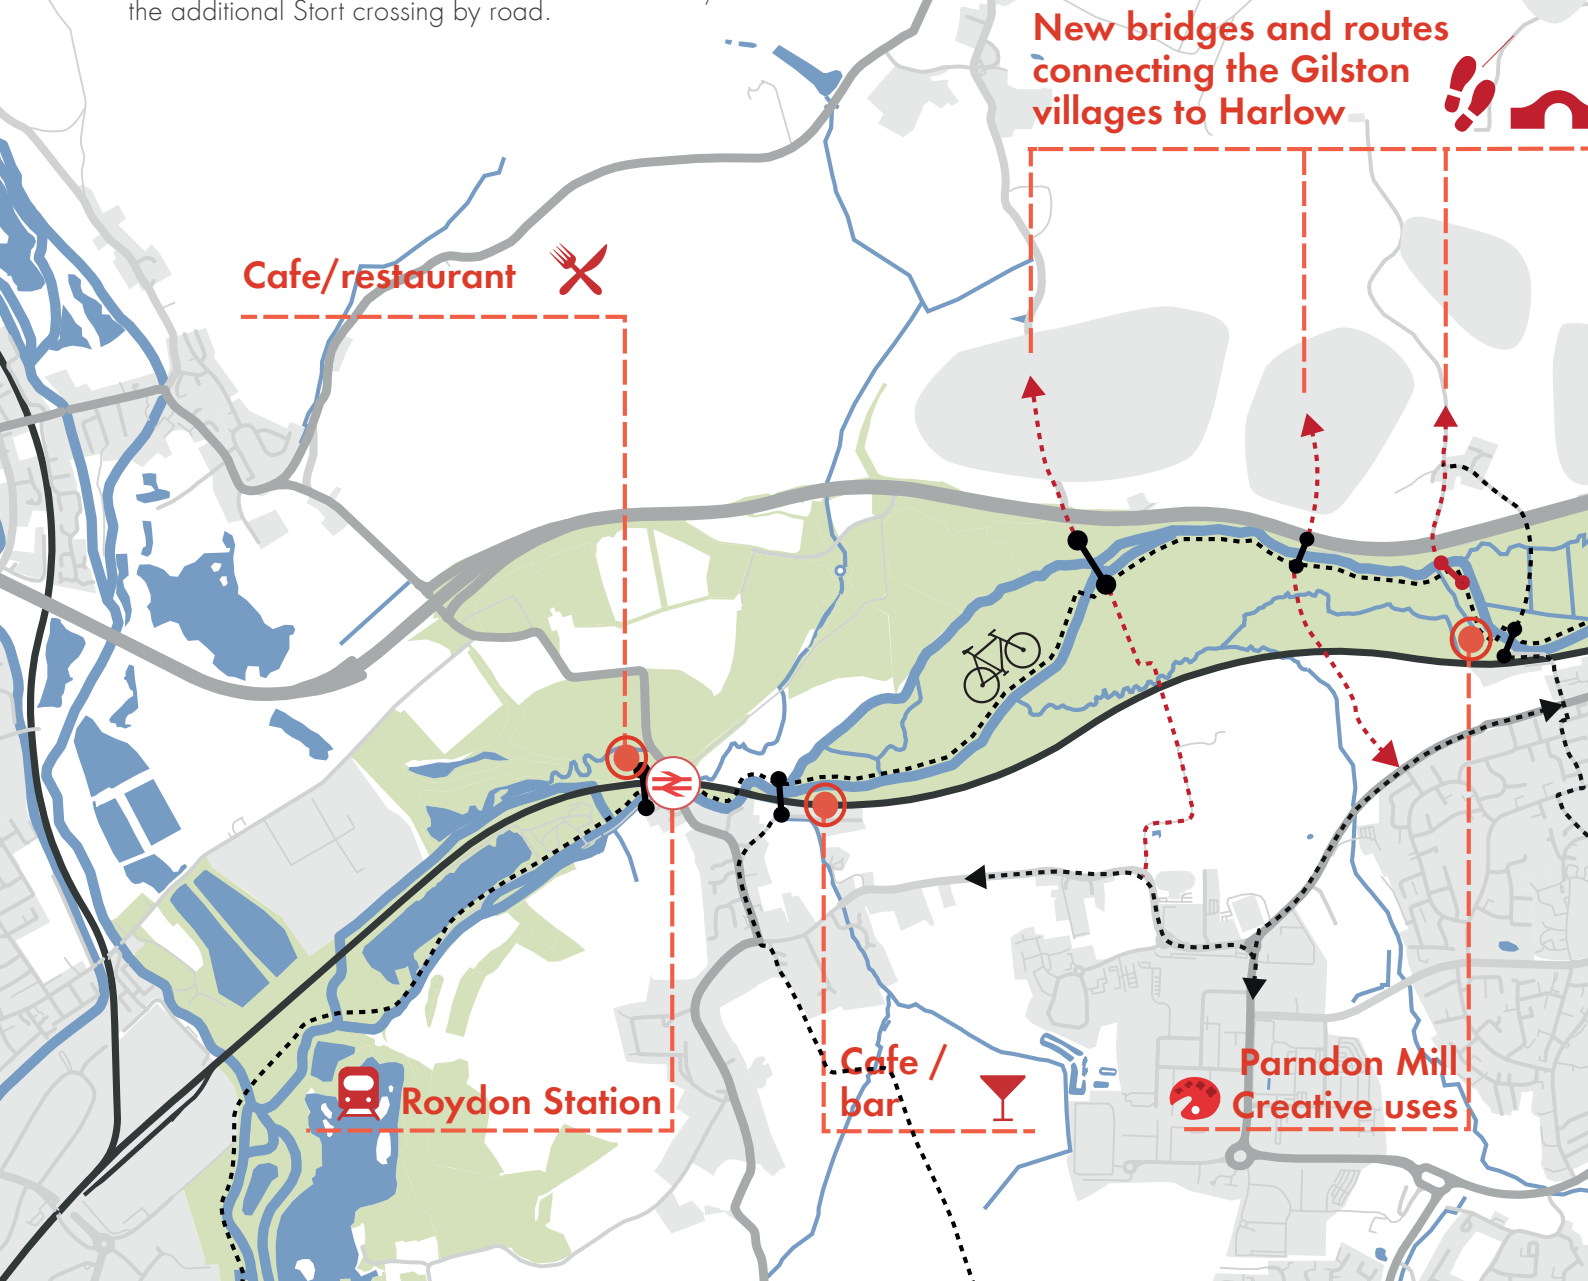 the additional Stort crossing by road.
New bridges and routes
connecting the Gilston
villages to Harlow
Cafe/restaurant
Roydon Station
Cafe /
bar
Parndon Mill
Creative uses